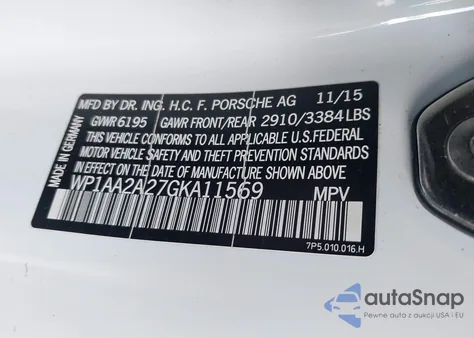 MFD BY DR. ING. H.C. F. PORSCHE AG 11/15
GVWR 6195 GAWR FRONT/REAR 2910/3384 LBS
THIS VEHICLE CONFORMS TO ALL APPLICABLE U.S.FEDERAL
MOTOR VEHICLE SAFETY AND THEFT PREVENTION STANDARDS
IN EFFECT ON THE DATE OF MANUFACTURE SHOWN ABOVE
WP1AA2A27GKA11569 MPV
MADE IN GERMANY
7P5.010.016.H
autoSnap
Pewne auta z aukcji USA i EU